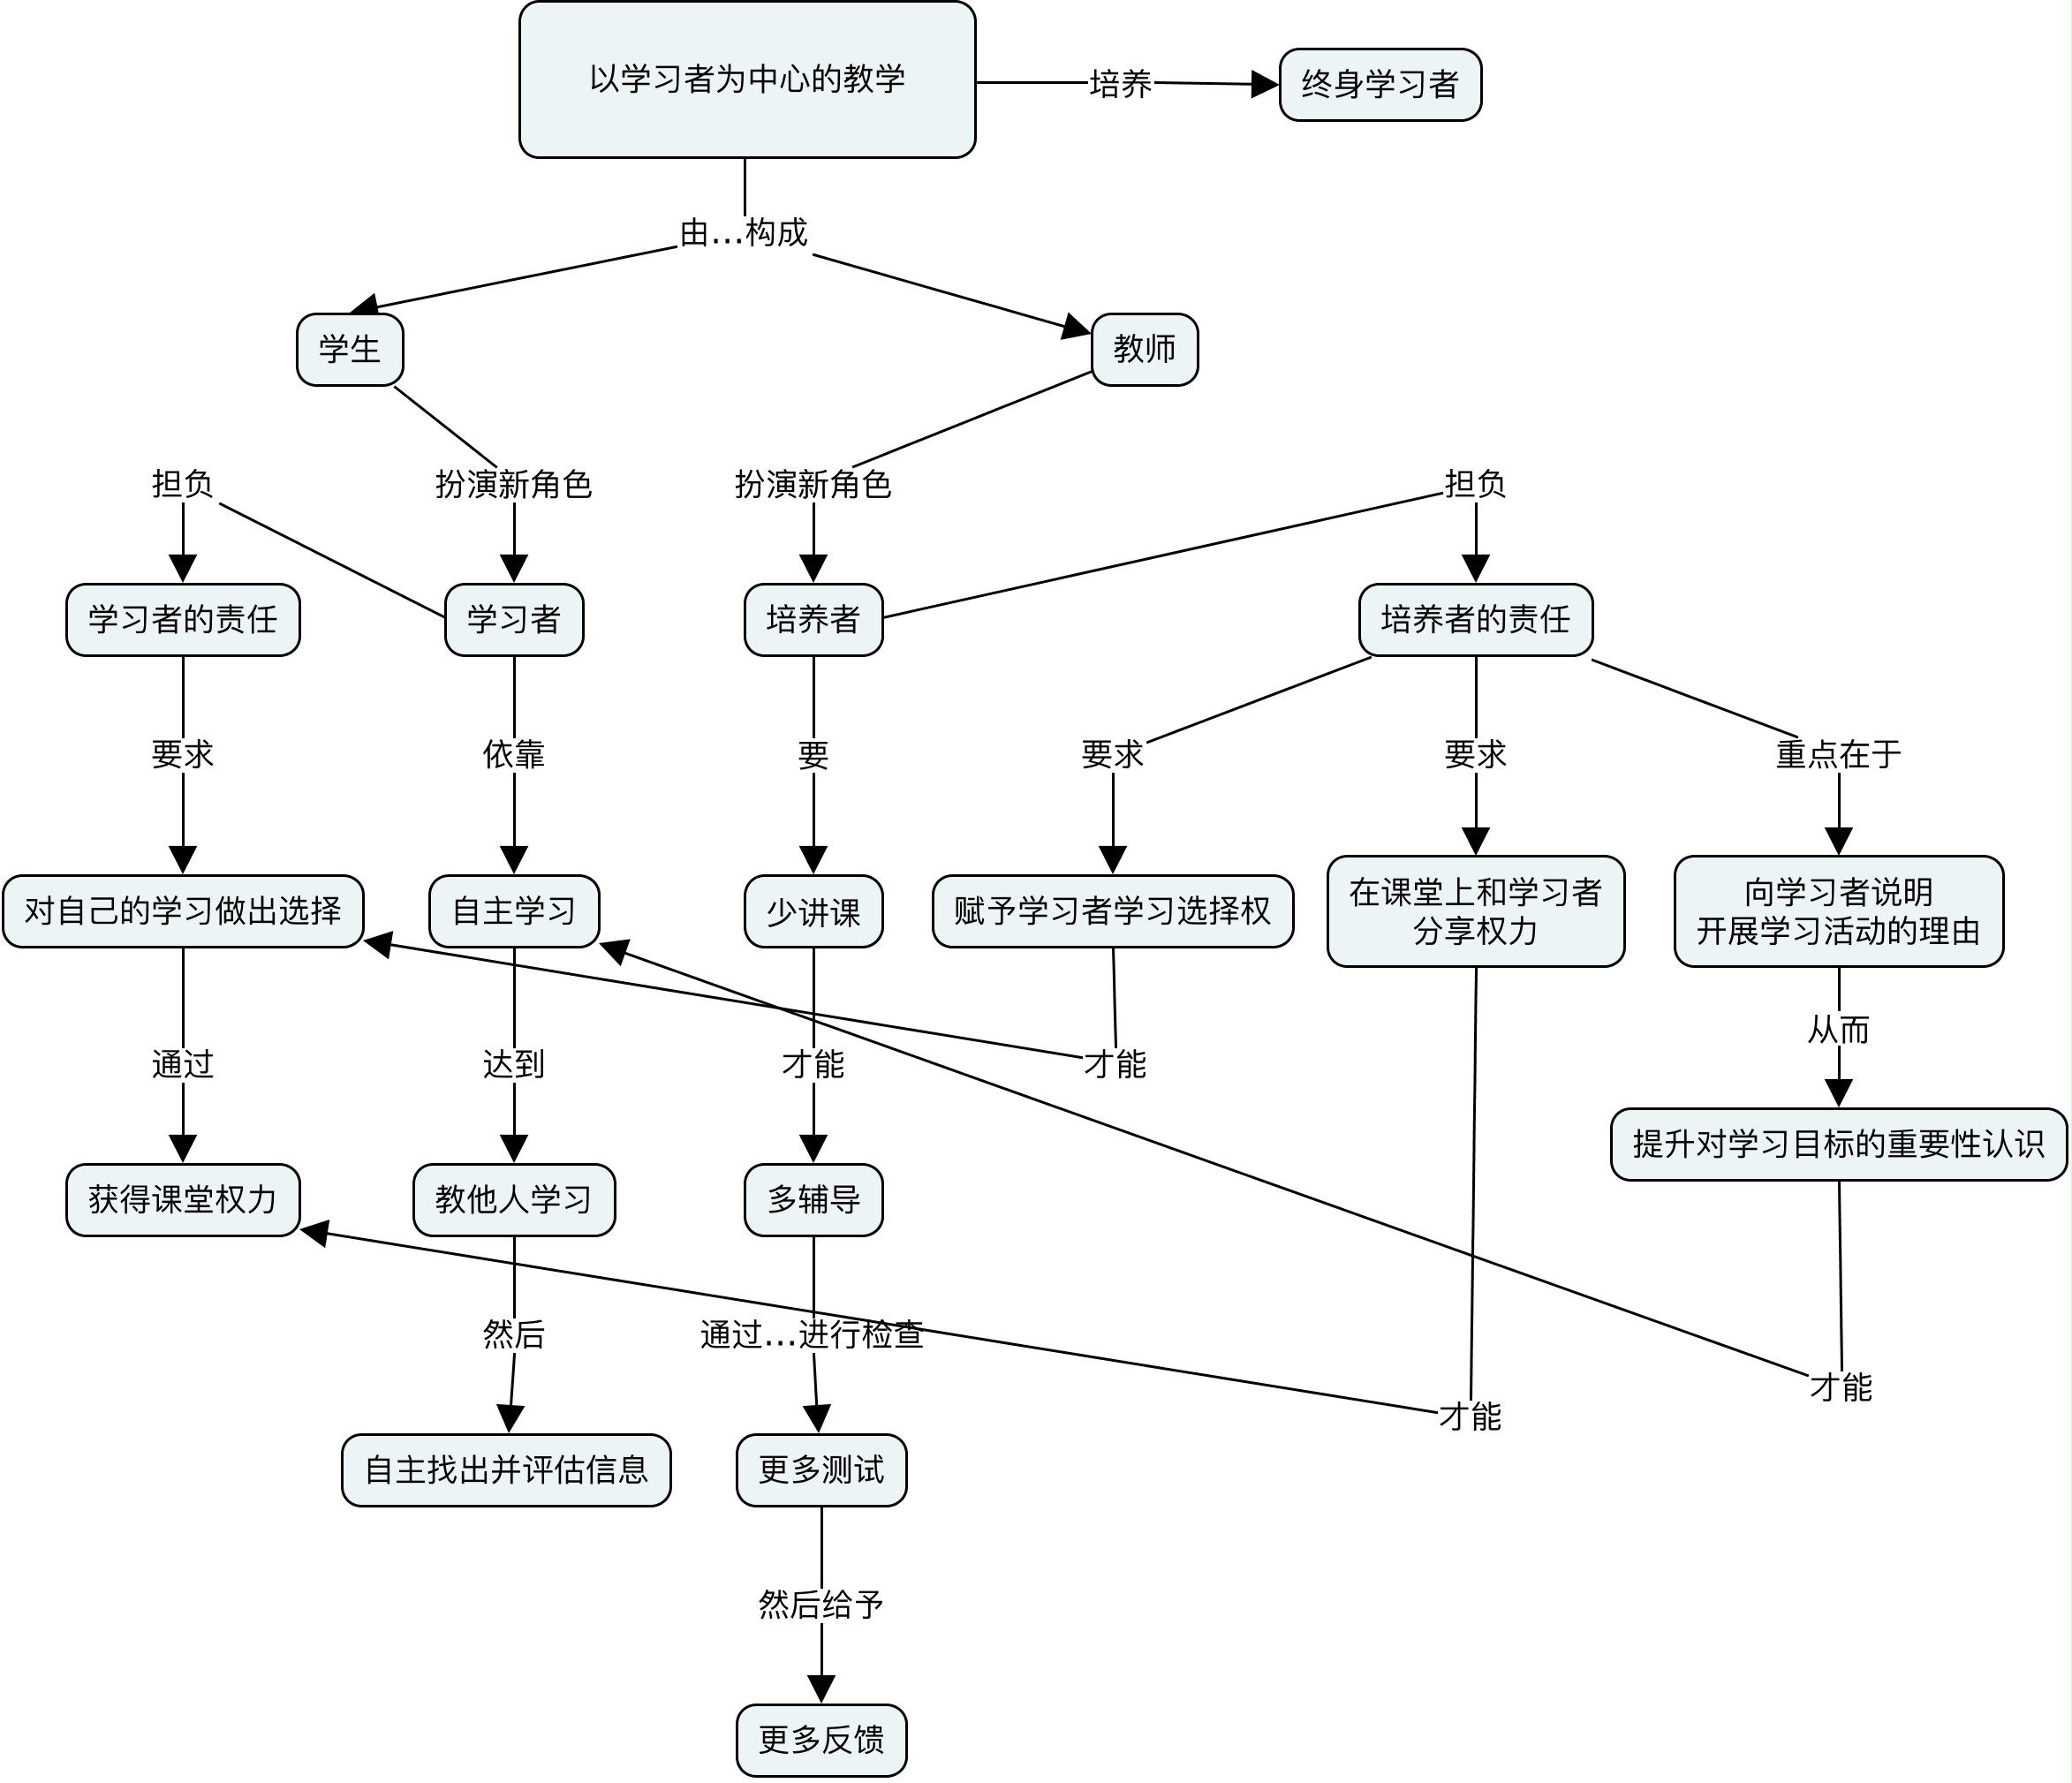 以学习者为中心的教学
培养
终身学习者
由...构成
学生
教师
担负
扮演新角色
扮演新角色
担负
学习者的责任
学习者
培养者
培养者的责任
要求
依靠
要
要求
要求
重点在于
对自己的学习做出选择
自主学习
少讲课
赋予学习者学习选择权
在课堂上和学习者
分享权力
向学习者说明
开展学习活动的理由
从而
通过
达到
才能
才能
提升对学习目标的重要性认识
获得课堂权力
教他人学习
多辅导
然后
通过...进行检查
才能
才能
自主找出并评估信息
更多测试
然后给予
更多反馈